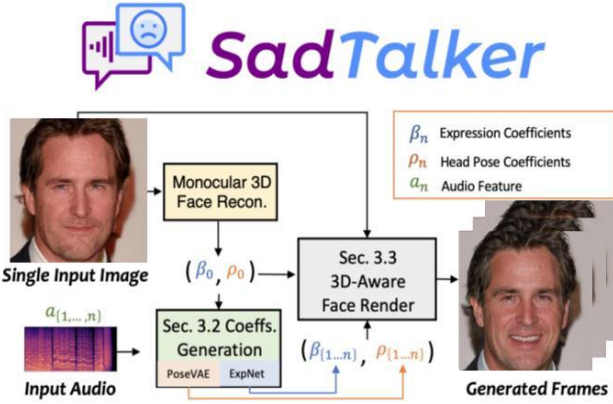 SadTalker
βn Expression Coefficients
ρn Head Pose Coefficients
an Audio Feature
Monocular 3D
Face Recon.
Single Input Image
(β0, ρ0)
Sec. 3.3
3D-Aware
Face Render
a{1,...,n}
Sec. 3.2 Coeffs.
Generation
PoseVAE ExpNet
(β{1...n}, ρ{1...n})
Input Audio
Generated Frames